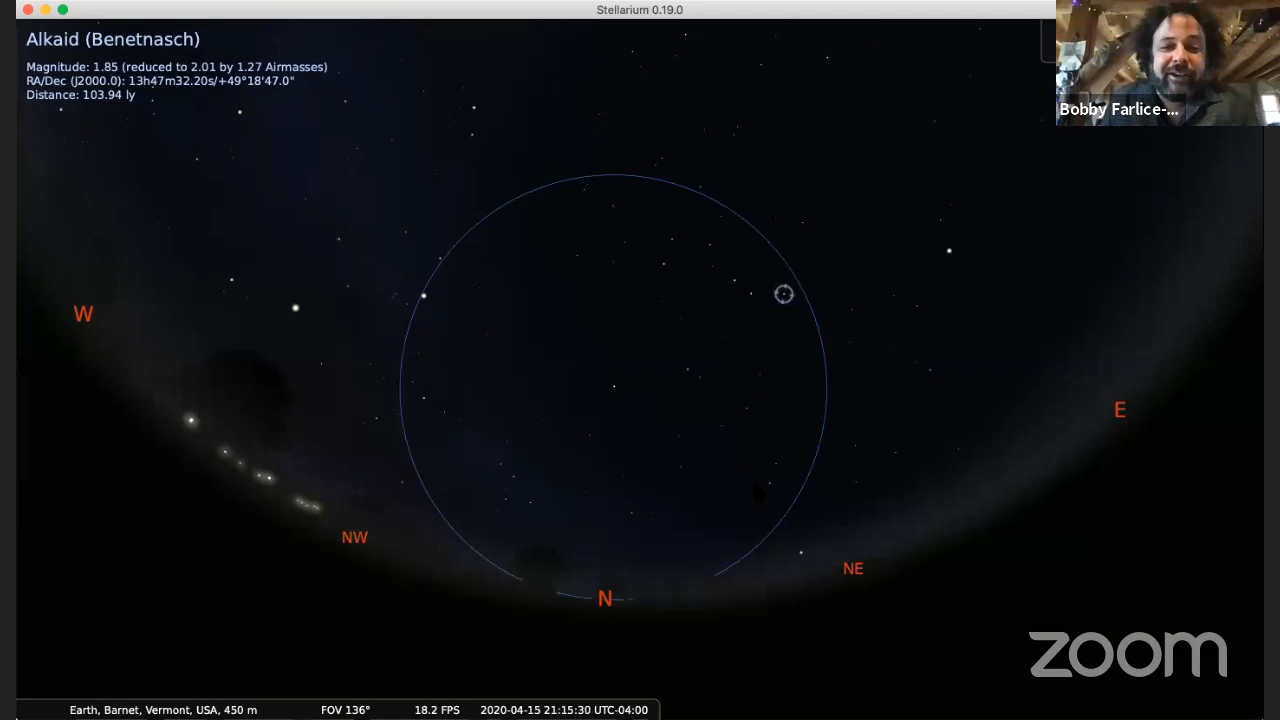 Stellarium 0.19.0
Alkaid (Benetnasch)
Magnitude: 1.85 (reduced to 2.01 by 1.27 Airmasses)
RA/Dec (J2000.0): 13h47m32.20s/+49°18'47.0"
Distance: 103.94 ly
Bobby Farlice-...
W
E
NW
NE
N
zoom
Earth, Barnet, Vermont, USA, 450 m FOV 136° 18.2 FPS 2020-04-15 21:15:30 UTC-04:00